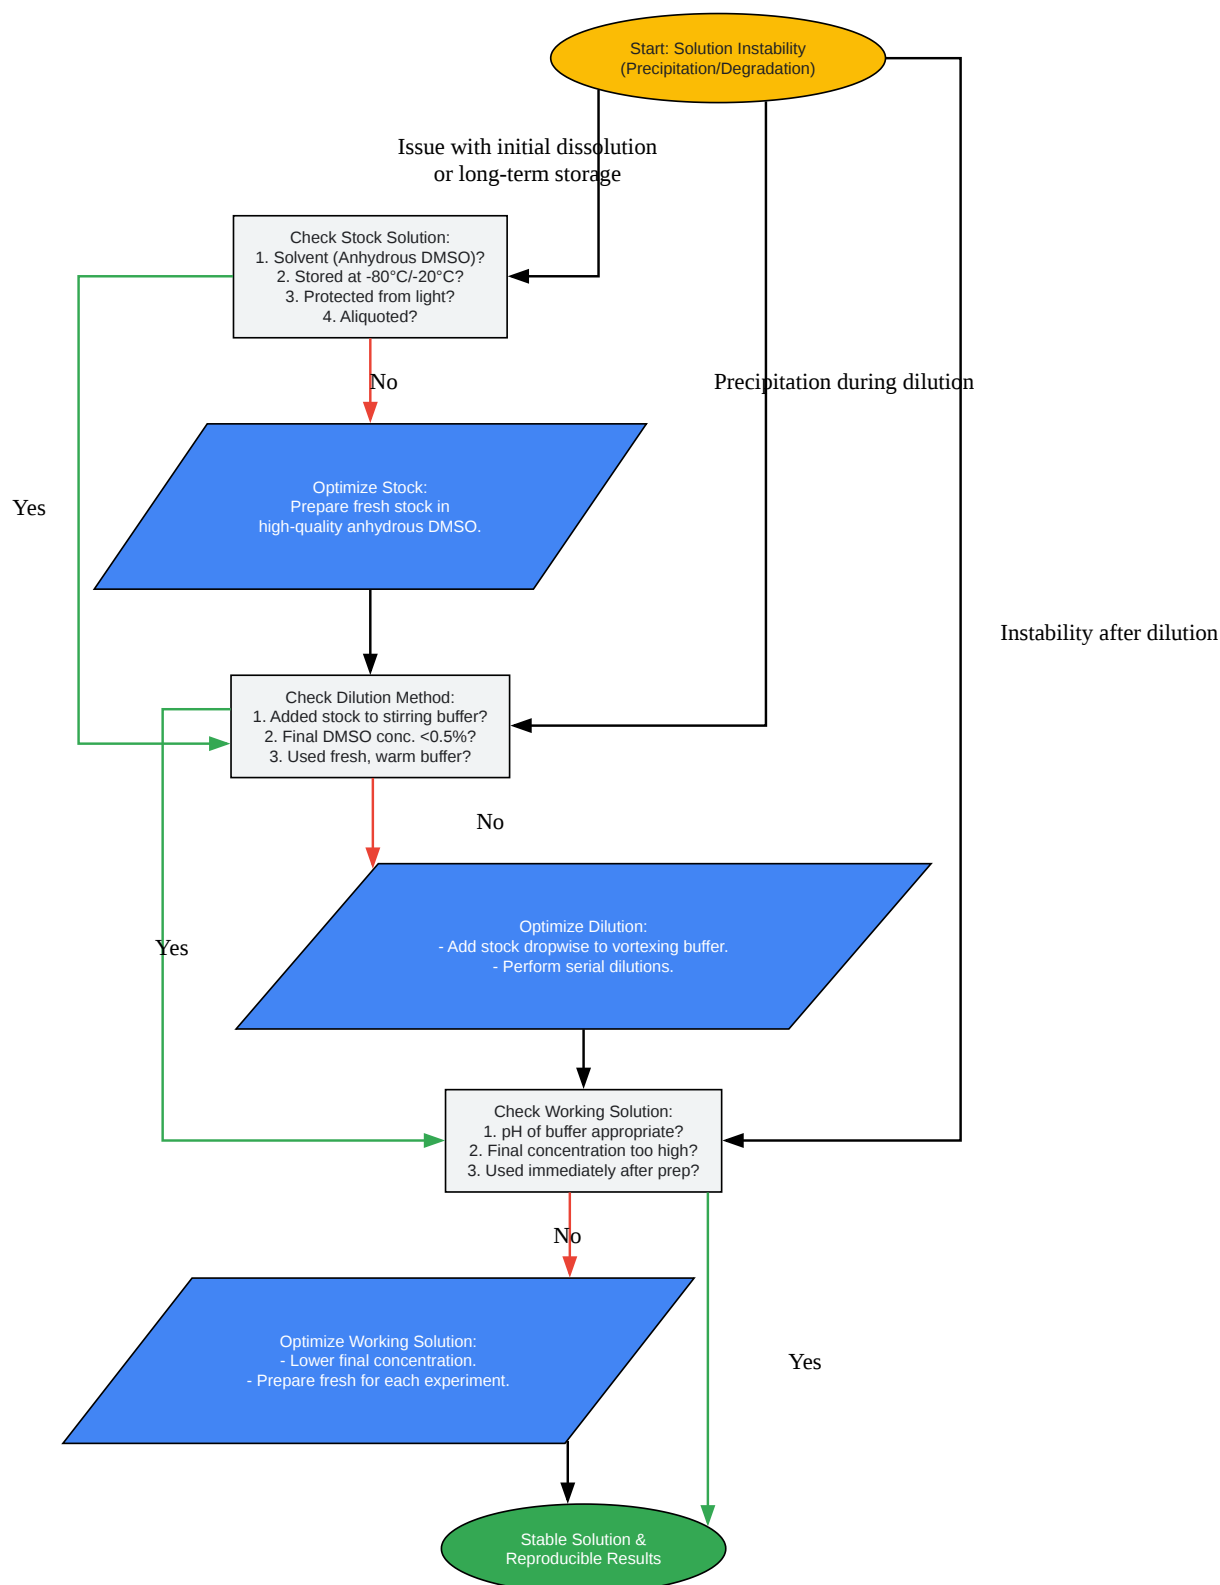 Start: Solution Instability
(Precipitation/Degradation)
Issue with initial dissolution
or long-term storage
Check Stock Solution:
1. Solvent (Anhydrous DMSO)?
2. Stored at -80°C/-20°C?
3. Protected from light?
4. Aliquoted?
No
Precipitation during dilution
Optimize Stock:
Prepare fresh stock in
high-quality anhydrous DMSO.
Yes
Instability after dilution
Check Dilution Method:
1. Added stock to stirring buffer?
2. Final DMSO conc. <0.5%?
3. Used fresh, warm buffer?
No
Optimize Dilution:
- Add stock dropwise to vortexing buffer.
- Perform serial dilutions.
Yes
Check Working Solution:
1. pH of buffer appropriate?
2. Final concentration too high?
3. Used immediately after prep?
No
Optimize Working Solution:
- Lower final concentration.
- Prepare fresh for each experiment.
Yes
Stable Solution &
Reproducible Results